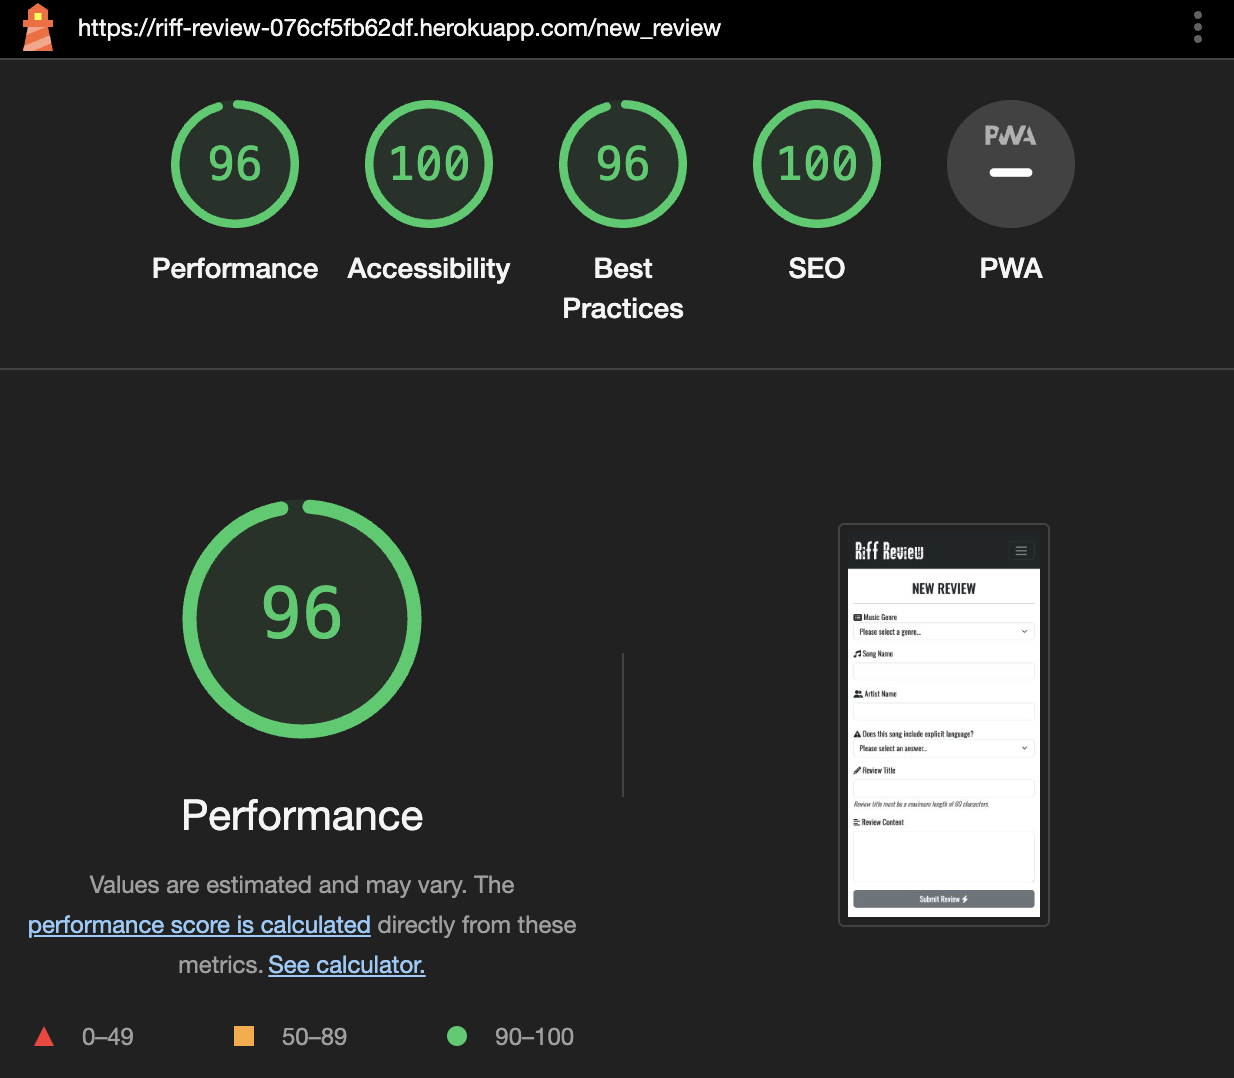 https://riff-review-076cf5fb62df.herokuapp.com/new_review
96
100
96
100
PWA
Performance
Accessibility
Best
Practices
SEO
PWA
96
Performance
Values are estimated and may vary. The
performance score is calculated directly from these
metrics. See calculator.
0–49
50–89
90–100
Riff Review
NEW REVIEW
Music Genre
Please select a genre...
Song Name
Artist Name
Does this song include explicit language?
Please select an answer...
Review Title
Review title must be a maximum length of 60 characters.
Review Content
Submit Review